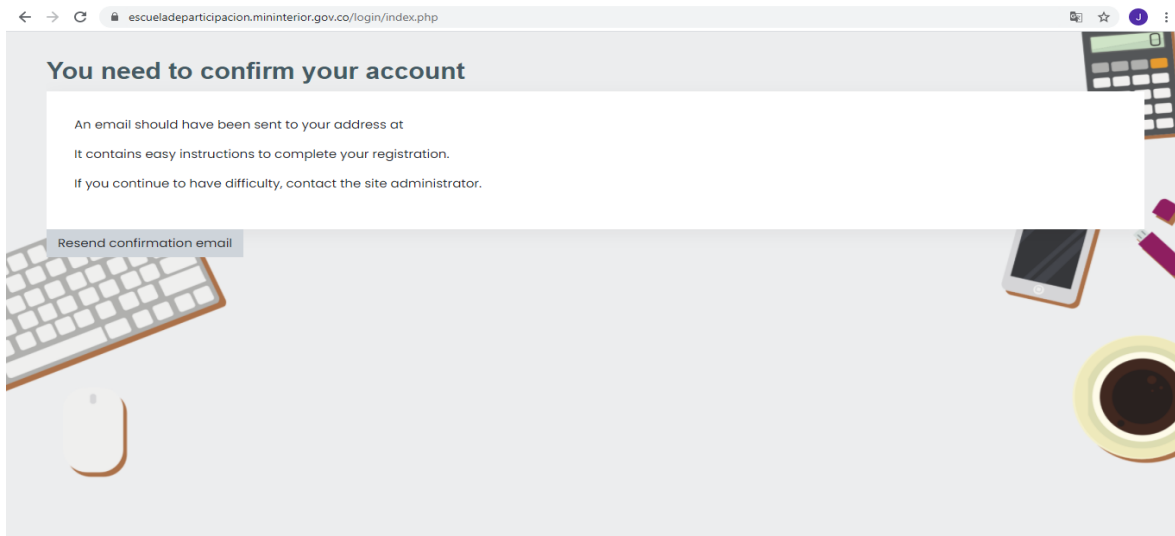 escueladeparticipacion.mininterior.gov.co/login/index.php
J
0
You need to confirm your account
An email should have been sent to your address at
It contains easy instructions to complete your registration.
If you continue to have difficulty, contact the site administrator.
Resend confirmation email